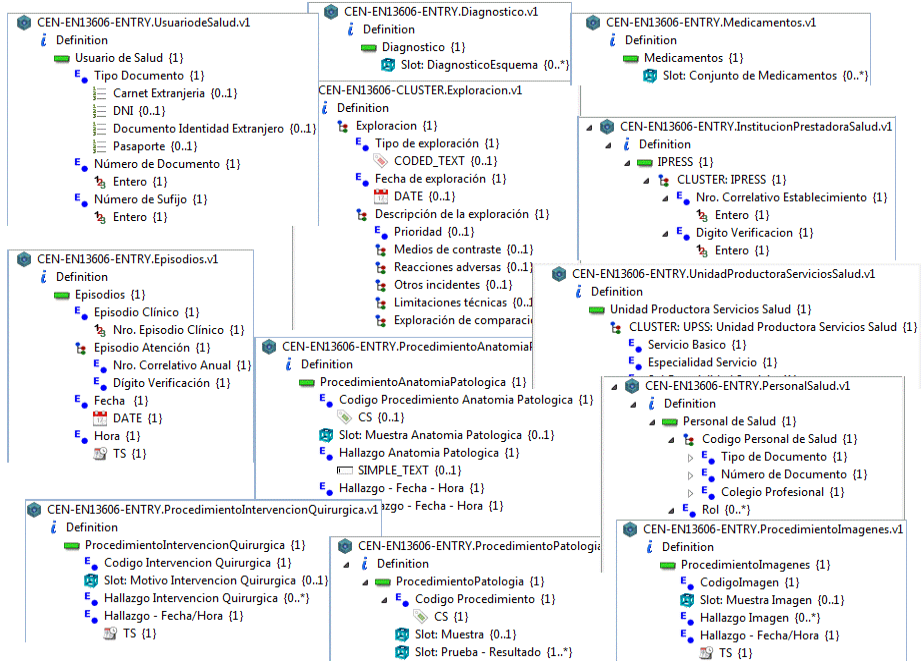 CEN-EN13606-ENTRY.UsuariodeSalud.v1
Definition
Usuario de Salud {1}
Tipo Documento {1}
Carnet Extranjeria {0..1}
DNI {0..1}
Documento Identidad Extranjero {0..1}
Pasaporte {0..1}
Número de Documento {1}
Entero {1}
Número de Sufijo {1}
Entero {1}
CEN-EN13606-ENTRY.Diagnostico.v1
Definition
Diagnostico {1}
Slot: DiagnosticoEsquema {0..*}
CEN-EN13606-ENTRY.Medicamentos.v1
Definition
Medicamentos {1}
Slot: Conjunto de Medicamentos {0..*}
CEN-EN13606-CLUSTER.Exploracion.v1
Definition
Exploracion {1}
Tipo de exploración {1}
CODED_TEXT {0..1}
Fecha de exploración {1}
DATE {0..1}
Descripción de la exploración {1}
Prioridad {0..1}
Medios de contraste {0..1}
Reacciones adversas {0..1}
Otros incidentes {0..1}
Limitaciones técnicas {0..1
Exploración de comparació
CEN-EN13606-ENTRY.InstitucionPrestadoraSalud.v1
Definition
IPRESS {1}
CLUSTER: IPRESS {1}
Nro. Correlativo Establecimiento {1}
Entero {1}
Digito Verificacion {1}
Entero {1}
CEN-EN13606-ENTRY.Episodios.v1
Definition
Episodios {1}
Episodio Clínico {1}
Nro. Episodio Clínico {1}
Episodio Atención {1}
Nro. Correlativo Anual {1}
Dígito Verificación {1}
Fecha {1}
DATE {1}
Hora {1}
TS {1}
CEN-EN13606-ENTRY.UnidadProductoraServiciosSalud.v1
Definition
Unidad Productora Servicios Salud {1}
CLUSTER: UPSS: Unidad Productora Servicios Salud {1}
Servicio Basico {1}
Especialidad Servicio {1}
CEN-EN13606-ENTRY.ProcedimientoAnatomiaP
Definition
ProcedimientoAnatomiaPatologica {1}
Codigo Procedimiento Anatomia Patologica {1}
CS {0..1}
Slot: Muestra Anatomia Patologica {0..1}
Hallazgo Anatomia Patologica {1}
SIMPLE_TEXT {0..1}
Hallazgo - Fecha - Hora {1}
zgo - Fecha - Hora {1}
CEN-EN13606-ENTRY.PersonalSalud.v1
Definition
Personal de Salud {1}
Codigo Personal de Salud {1}
Tipo de Documento {1}
Número de Documento {1}
Colegio Profesional {1}
Rol {0..*}
CEN-EN13606-ENTRY.ProcedimientoIntervencionQuirurgica.v1
Definition
ProcedimientoIntervencionQuirurgica {1}
Codigo Intervencion Quirurgica {1}
Slot: Motivo Intervencion Quirurgica {0..1}
Hallazgo Intervencion Quirurgica {0..*}
Hallazgo - Fecha/Hora {1}
TS {1}
CEN-EN13606-ENTRY.ProcedimientoPatologia
Definition
ProcedimientoPatologia {1}
Codigo Procedimiento {1}
CS {1}
Slot: Muestra {0..1}
Slot: Prueba - Resultado {1..*}
CEN-EN13606-ENTRY.ProcedimientoImagenes.v1
Definition
ProcedimientoImagenes {1}
CodigoImagen {1}
Slot: Muestra Imagen {0..1}
Hallazgo Imagen {0..*}
Hallazgo - Fecha/Hora {1}
TS {1}